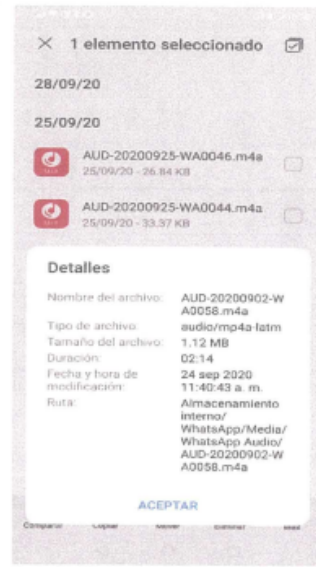 1 elemento seleccionado
28/09/20
25/09/20
AUD-20200925-WA0046.m4a
25/09/20 - 26.84 KB
AUD-20200925-WA0044.m4a
25/09/20 - 33.37 KB
Detalles
Nombre del archivo: AUD-20200902-W
A0058.m4a
Tipo de archivo: audio/mp4a-latm
Tamaño del archivo: 1.12 MB
Duración: 02:14
Fecha y hora de 24 sep 2020
modificación: 11:40:43 a. m.
Ruta: Almacenamiento
interno/
WhatsApp/Media/
WhatsApp Audio/
AUD-20200902-W
A0058.m4a
ACEPTAR
Compartir Copiar Mover Eliminar Más